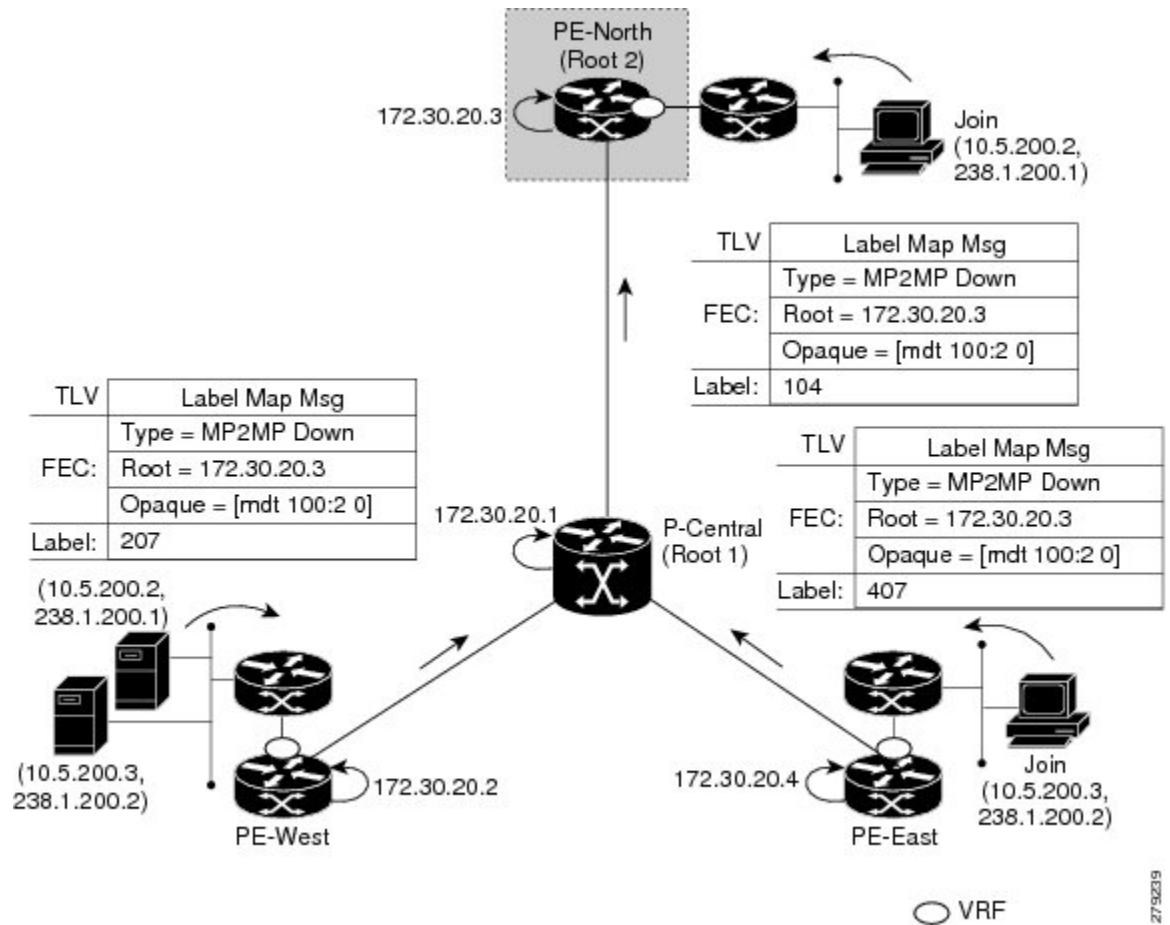 PE-North
(Root 2)
172.30.20.3
Join
(10.5.200.2,
238.1.200.1)
TLV
Label Map Msg
Type = MP2MP Down
FEC:
Root = 172.30.20.3
Opaque = [mdt 100:2 0]
Label:
104
TLV
Label Map Msg
Type = MP2MP Down
FEC:
Root = 172.30.20.3
Opaque = [mdt 100:2 0]
Label:
207
TLV
Label Map Msg
Type = MP2MP Down
FEC:
Root = 172.30.20.3
Opaque = [mdt 100:2 0]
Label:
407
172.30.20.1
P-Central
(Root 1)
(10.5.200.2,
238.1.200.1)
(10.5.200.3,
238.1.200.2)
172.30.20.2
PE-West
172.30.20.4
PE-East
Join
(10.5.200.3,
238.1.200.2)
VRF
279239